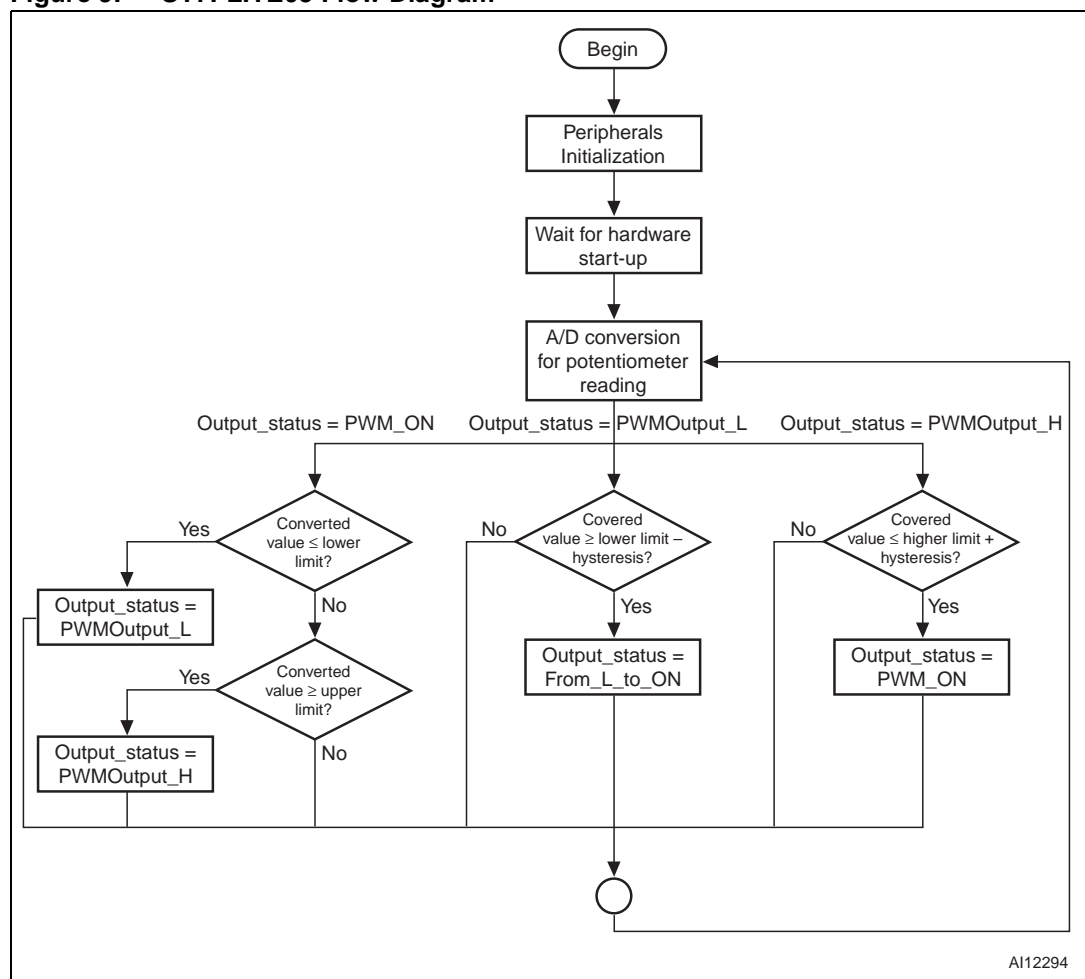 Begin
Peripherals
Initialization
Wait for hardware
start-up
A/D conversion
for potentiometer
reading
Output_status = PWM_ON
Output_status = PWMOutput_L
Output_status = PWMOutput_H
Yes
Converted
value ≤ lower
limit?
No
Covered
value ≥ lower limit –
hysteresis?
No
Covered
value ≤ higher limit +
hysteresis?
Output_status =
PWMOutput_L
No
Yes
Yes
Yes
Converted
value ≥ upper
limit?
Output_status =
From_L_to_ON
Output_status =
PWM_ON
Output_status =
PWMOutput_H
No
AI12294